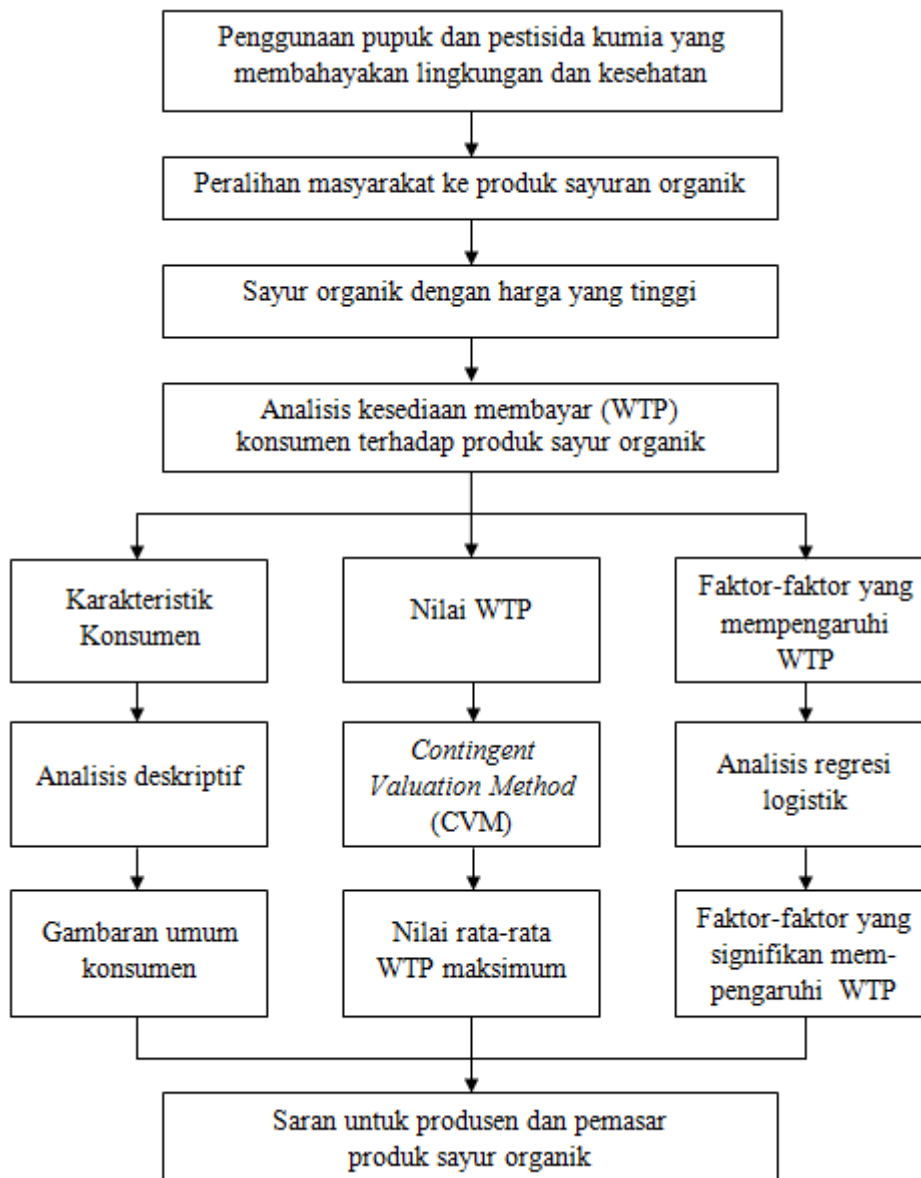 Penggunaan pupuk dan pestisida kumia yang
membahayakan lingkungan dan kesehatan
Peralihan masyarakat ke produk sayuran organik
Sayur organik dengan harga yang tinggi
Analisis kesediaan membayar (WTP)
konsumen terhadap produk sayur organik
Karakteristik
Konsumen
Nilai WTP
Faktor-faktor yang
mempengaruhi
WTP
Analisis deskriptif
Contingent
Valuation Method
(CVM)
Analisis regresi
logistik
Gambaran umum
konsumen
Nilai rata-rata
WTP maksimum
Faktor-faktor yang
signifikan mem-
pengaruhi WTP
Saran untuk produsen dan pemasar
produk sayur organik